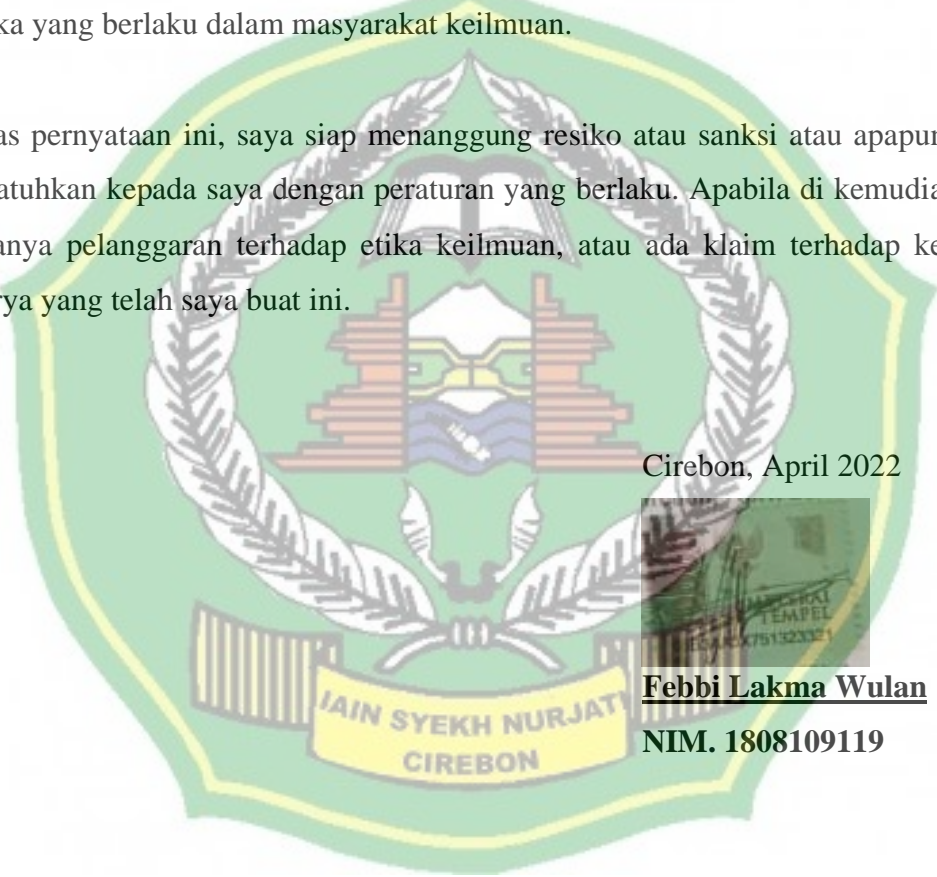 ka yang berlaku dalam masyarakat keilmuan.
as pernyataan ini, saya siap menanggung resiko atau sanksi atau apapun
atuhkan kepada saya dengan peraturan yang berlaku. Apabila di kemudia
anya pelanggaran terhadap etika keilmuan, atau ada klaim terhadap ke
rya yang telah saya buat ini.
Cirebon, April 2022
TEMPEL
Febbi Lakma Wulan
NIM. 1808109119
IAIN SYEKH NURJATI
CIREBON